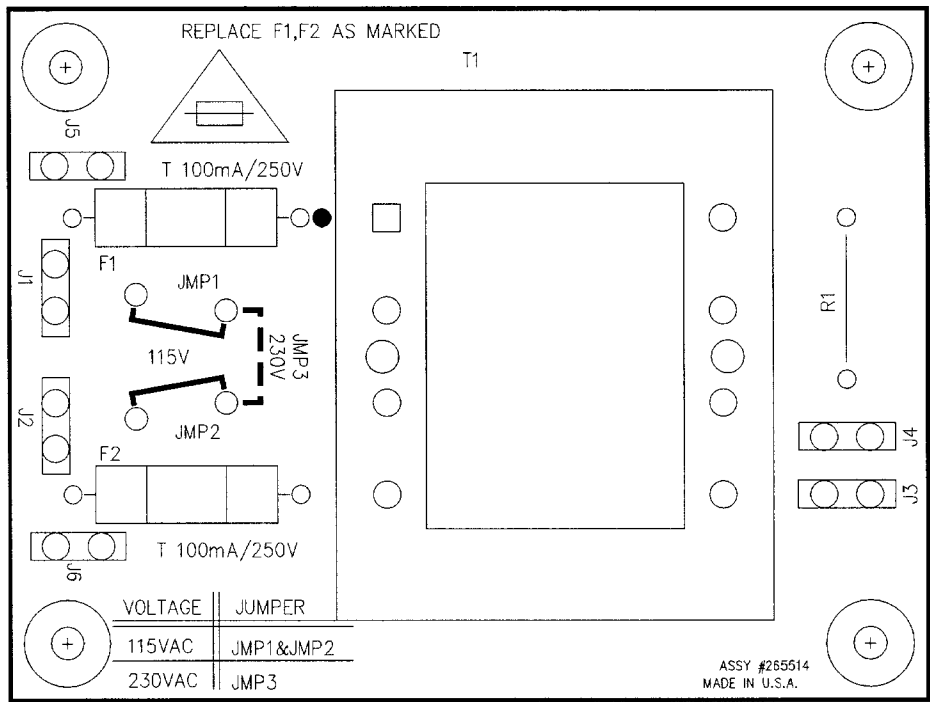 REPLACE F1,F2 AS MARKED
T1
J5
T 100mA/250V
F1
J1
JMP1
115V
JMP3
230V
R1
J2
JMP2
F2
J4
J3
T 100mA/250V
J6
VOLTAGE JUMPER
115VAC JMP1&JMP2
230VAC JMP3
ASSY #265514
MADE IN U.S.A.